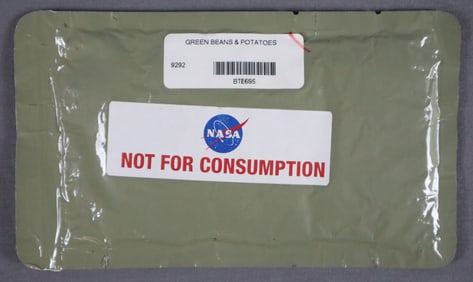 GREEN BEANS & POTATOES
9292
BTE695
NASA
NOT FOR CONSUMPTION